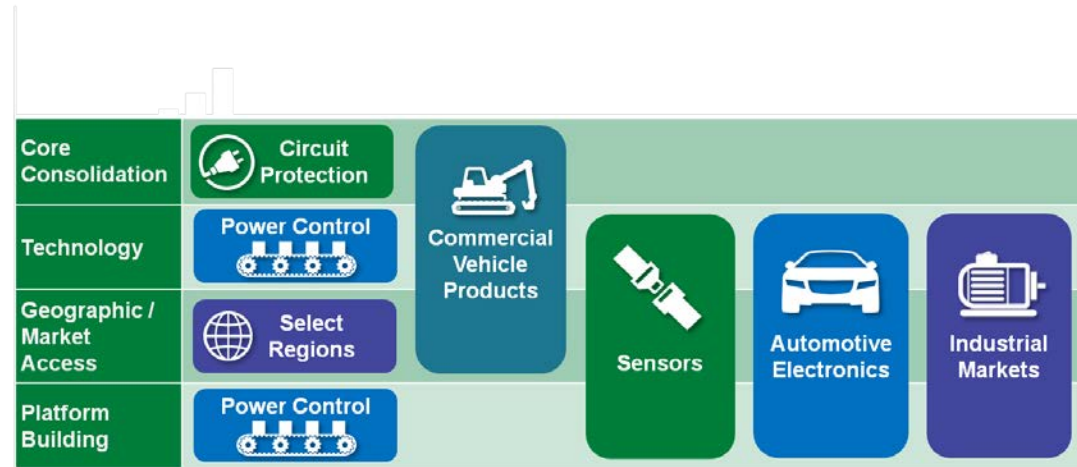 Core
Consolidation
Circuit
Protection
Commercial
Vehicle
Products
Technology
Power Control
Sensors
Automotive
Electronics
Industrial
Markets
Geographic /
Market
Access
Select
Regions
Platform
Building
Power Control